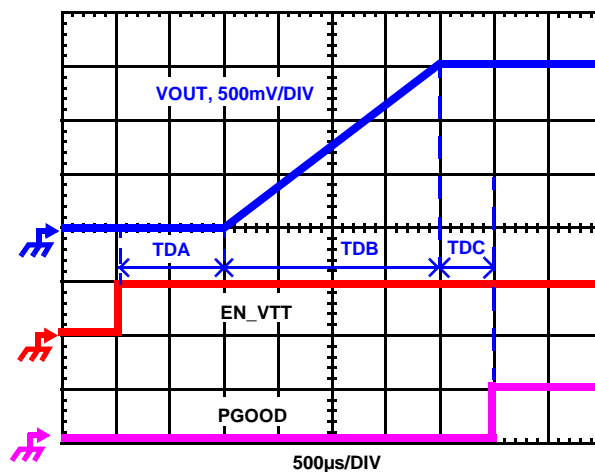 VOUT, 500mV/DIV
TDA TDB TDC
EN_VTT
PGOOD
500µs/DIV